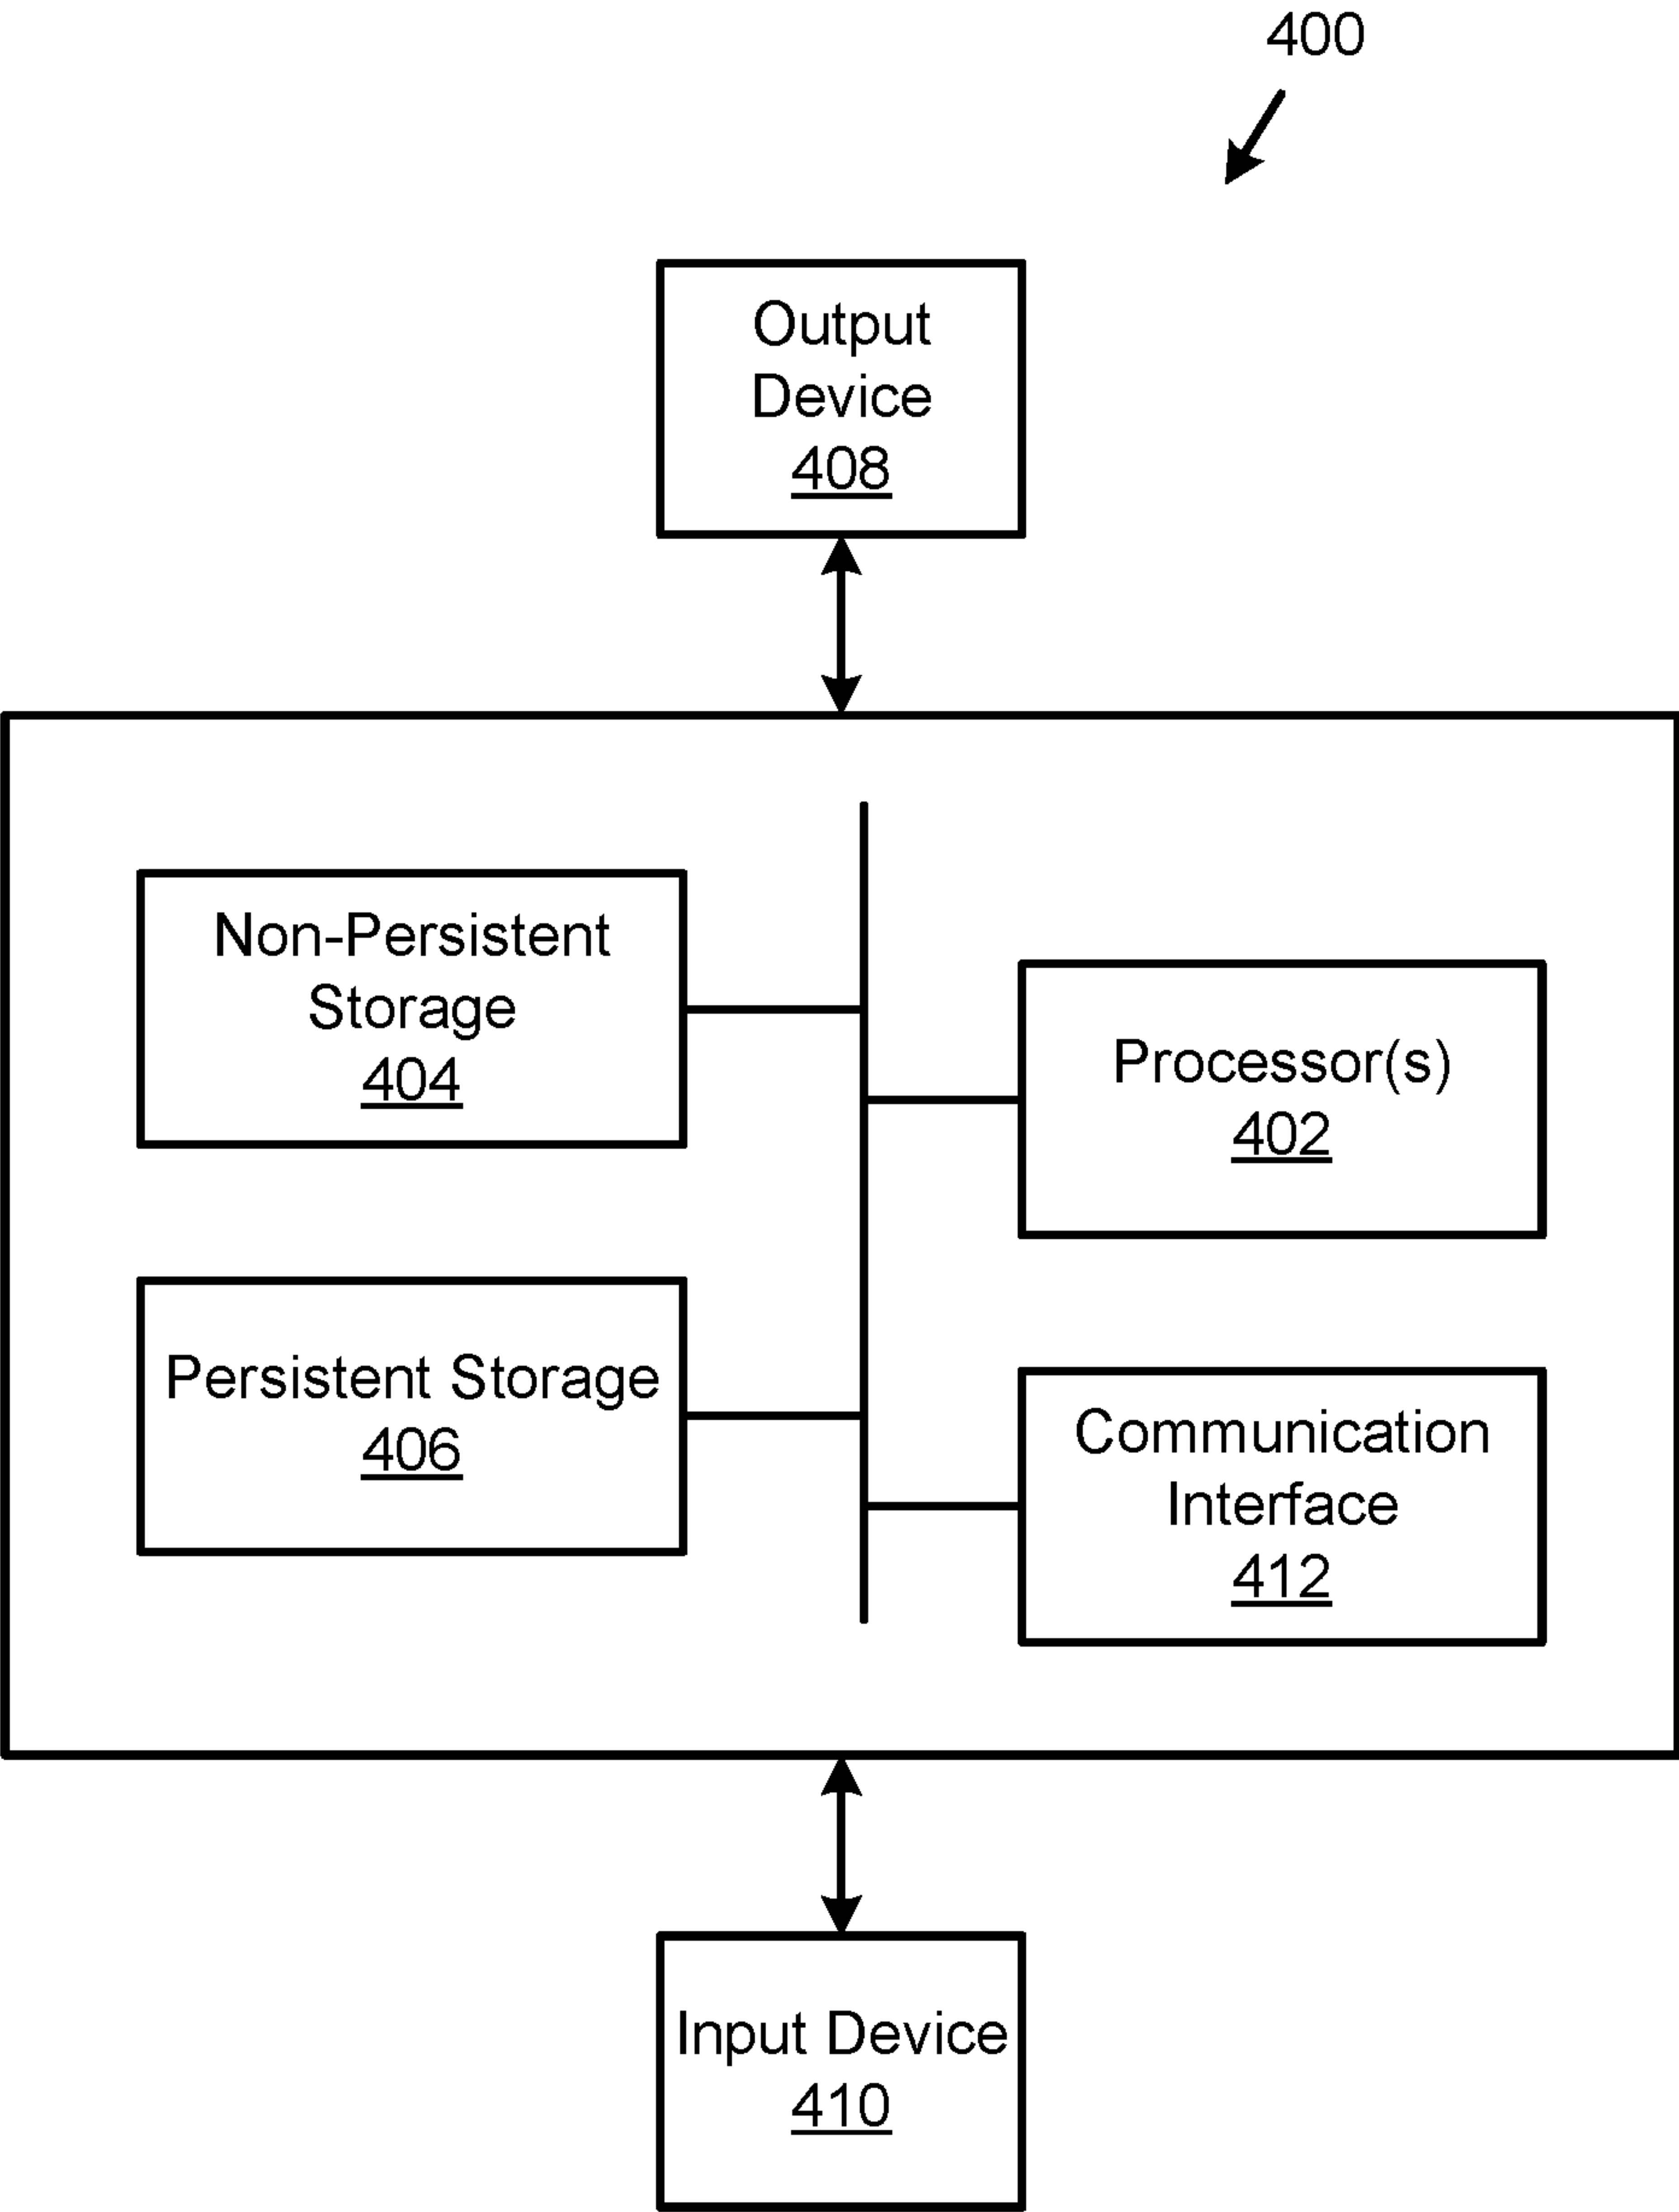 400
Output
Device
408
Non-Persistent
Storage
404
Processor(s)
402
Persistent Storage
406
Communication
Interface
412
Input Device
410